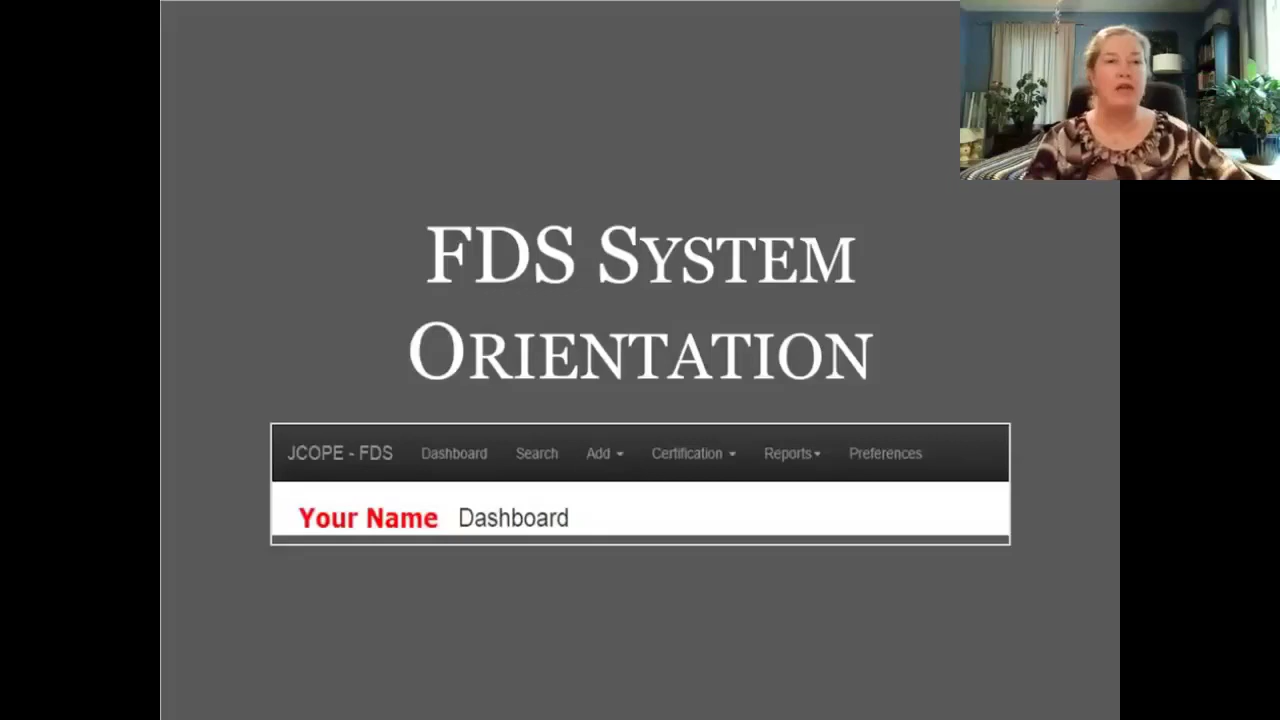 FDS SYSTEM
ORIENTATION
JCOPE - FDS Dashboard Search Add Certification Reports Preferences
Your Name Dashboard